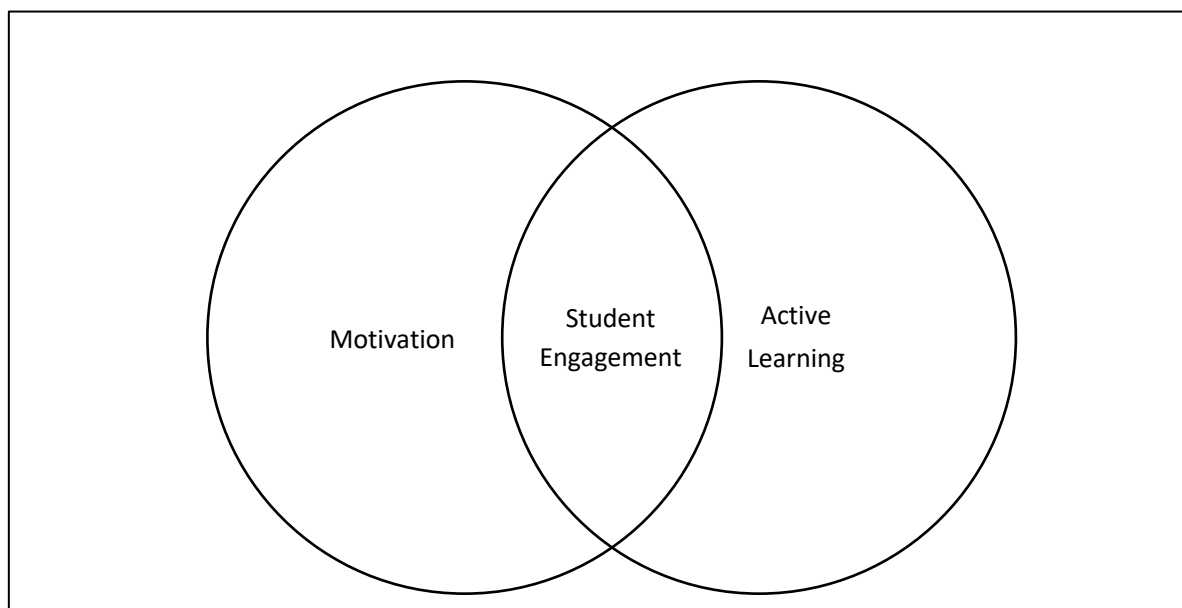 Motivation
Student
Engagement
Active
Learning